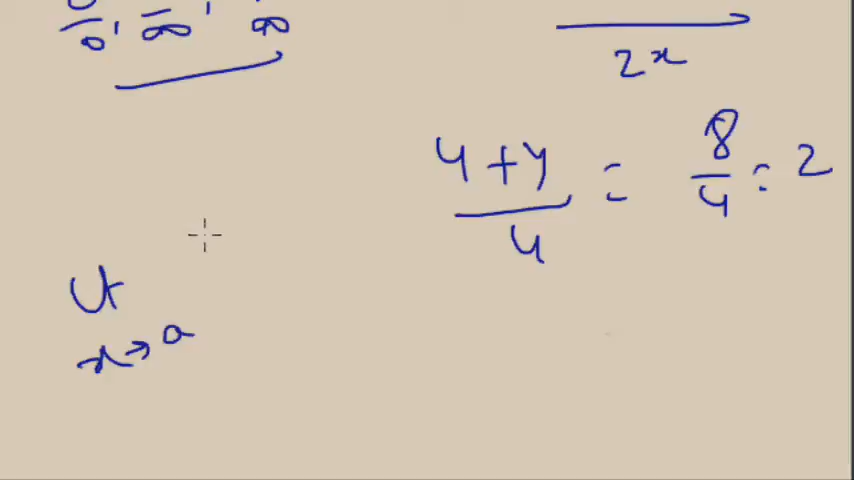 0/0, —/∞, /∞
2x
4 + 4 / 4 = 8/4 = 2
Lt
x → a